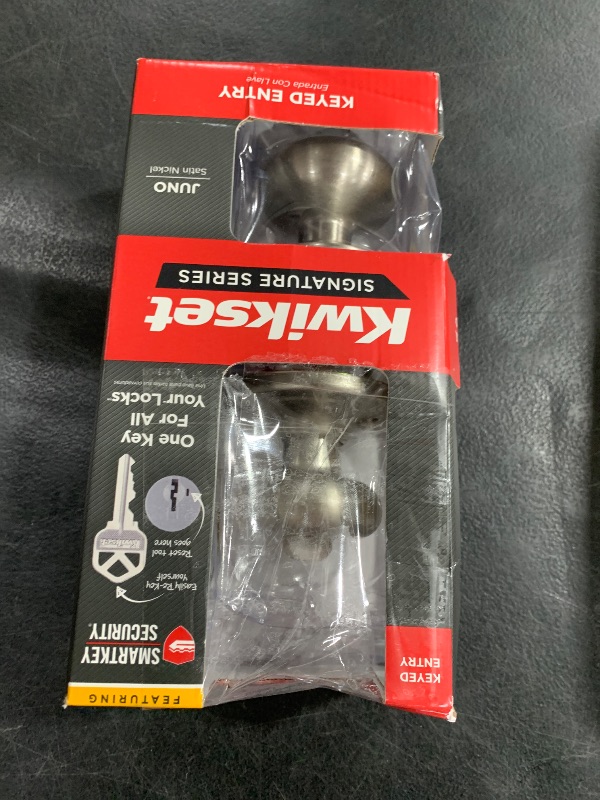 FEATURING
SMARTKEY
SECURITY.
KEYED
ENTRY
Easily Re-Key
Yourself
Reset tool
goes here
One Key
For All
Your Locks™
Kwikset
SIGNATURE SERIES
JUNO
Satin Nickel
Entrada Con Llave
KEYED ENTRY